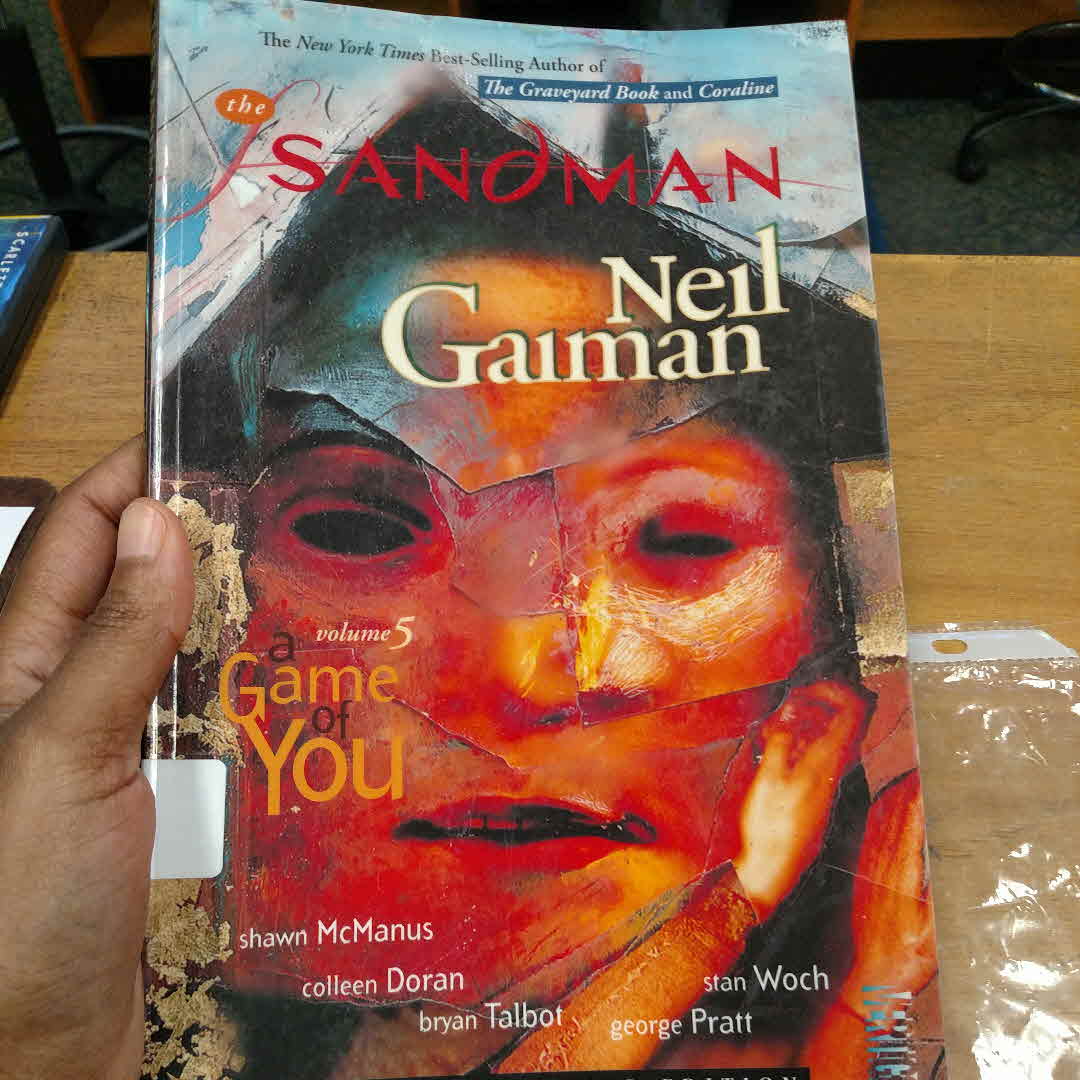 The New York Times Best-Selling Author of
The Graveyard Book and Coraline
the
SANDMAN
Neil
Gaiman
volume 5
a
Game
of
You
shawn McManus
colleen Doran
stan Woch
bryan Talbot
george Pratt